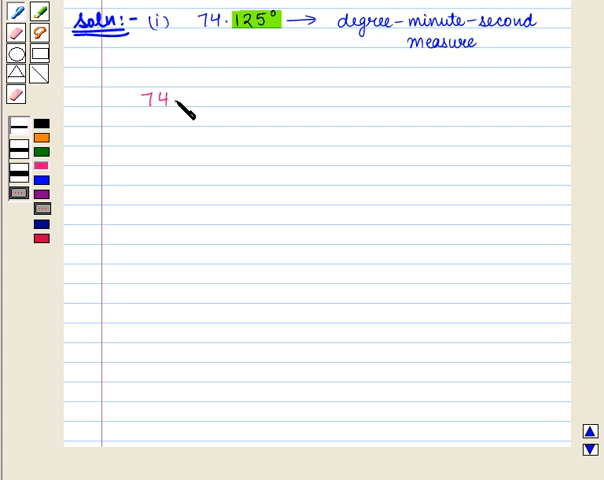 Soln:- (i) 74.125° → degree-minute-second
measure
74